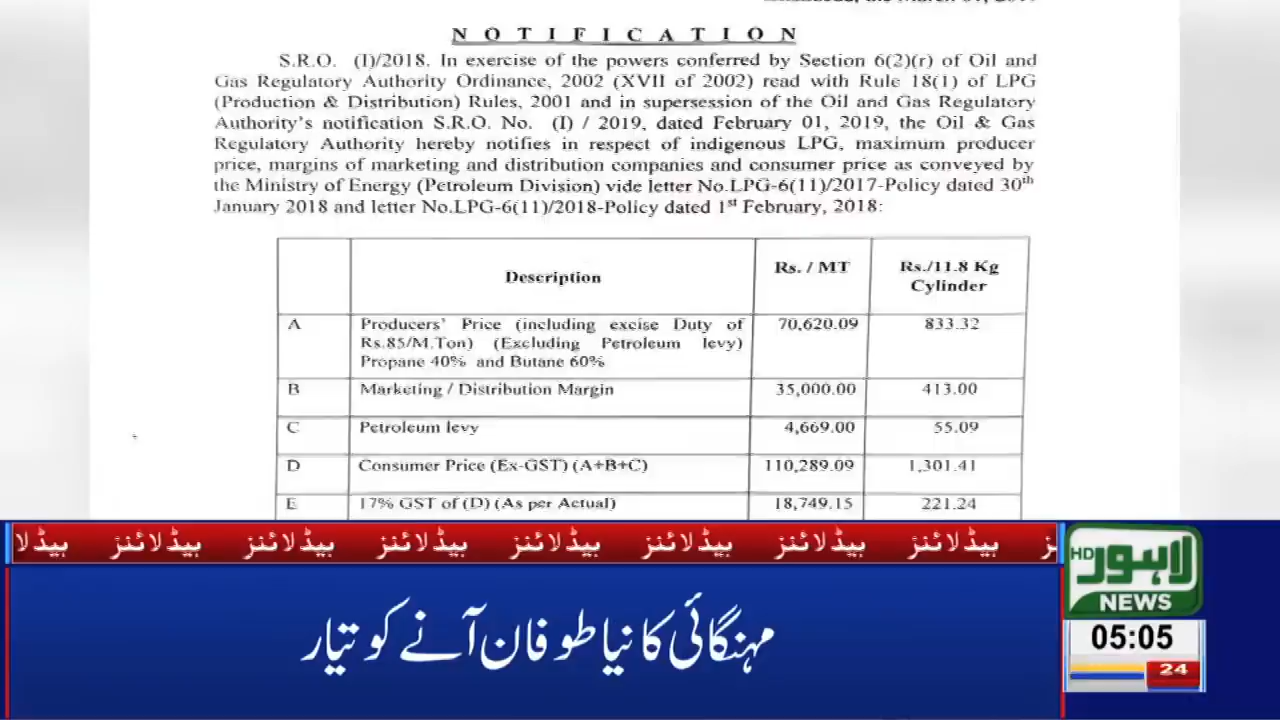 NOTIFICATION
S.R.O. (I)/2018. In exercise of the powers conferred by Section 6(2)(r) of Oil and
Gas Regulatory Authority Ordinance, 2002 (XVII of 2002) read with Rule 18(1) of LPG
(Production & Distribution) Rules, 2001 and in supersession of the Oil and Gas Regulatory
Authority's notification S.R.O. No. (I) / 2019, dated February 01, 2019, the Oil & Gas
Regulatory Authority hereby notifies in respect of indigenous LPG, maximum producer
price, margins of marketing and distribution companies and consumer price as conveyed by
the Ministry of Energy (Petroleum Division) vide letter No.LPG-6(11)/2017-Policy dated 30th
January 2018 and letter No.LPG-6(11)/2018-Policy dated 1st February, 2018:
Description Rs. / MT Rs./11.8 Kg
Cylinder
A Producers' Price (including excise Duty of 70,620.09 833.32
Rs.85/M.Ton) (Excluding Petroleum levy)
Propane 40% and Butane 60%
B Marketing / Distribution Margin 35,000.00 413.00
C Petroleum levy 4,669.00 55.09
D Consumer Price (Ex-GST) (A+B+C) 110,289.09 1,301.41
E 17% GST of (D) (As per Actual) 18,749.15 221.24
ہیڈلائنز ہیڈلائنز ہیڈلائنز ہیڈلائنز ہیڈلائنز ہیڈلائنز ہیڈلائنز
مہنگائی کا نیا طوفان آنے کو تیار
لاہور HD
NEWS
05:05
24